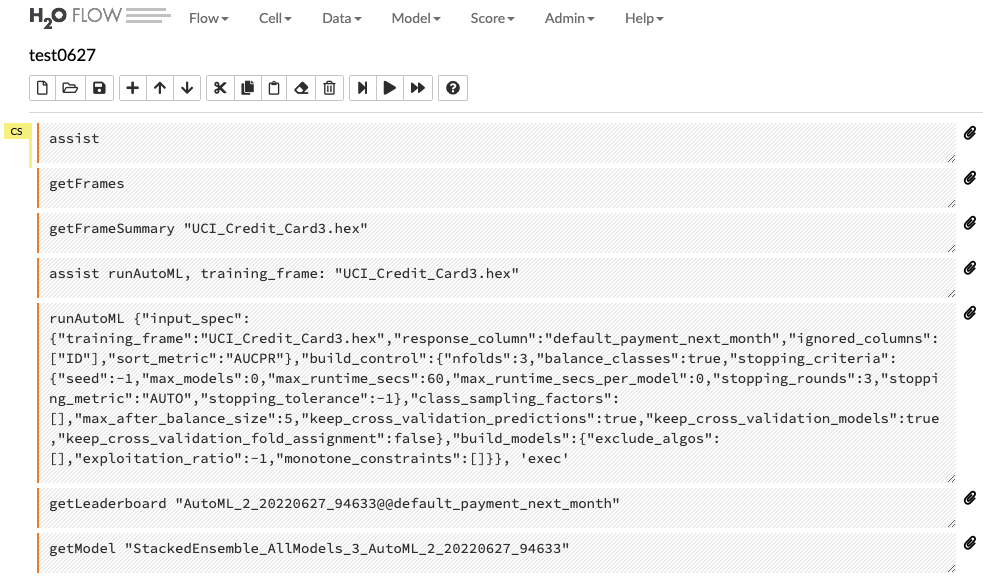 H2O FLOW Flow Cell Data Model Score Admin Help
test0627
CS
assist
getFrames
getFrameSummary "UCI_Credit_Card3.hex"
assist runAutoML, training_frame: "UCI_Credit_Card3.hex"
runAutoML {"input_spec":
{"training_frame":"UCI_Credit_Card3.hex","response_column":"default_payment_next_month","ignored_columns":
["ID"],"sort_metric":"AUCPR"},"build_control":{"nfolds":3,"balance_classes":true,"stopping_criteria":
{"seed":-1,"max_models":0,"max_runtime_secs":60,"max_runtime_secs_per_model":0,"stopping_rounds":3,"stoppi
ng_metric":"AUTO","stopping_tolerance":-1},"class_sampling_factors":
[],"max_after_balance_size":5,"keep_cross_validation_predictions":true,"keep_cross_validation_models":true
,"keep_cross_validation_fold_assignment":false},"build_models":{"exclude_algos":
[],"exploitation_ratio":-1,"monotone_constraints":[]}}, 'exec'
getLeaderboard "AutoML_2_20220627_94633@@default_payment_next_month"
getModel "StackedEnsemble_AllModels_3_AutoML_2_20220627_94633"